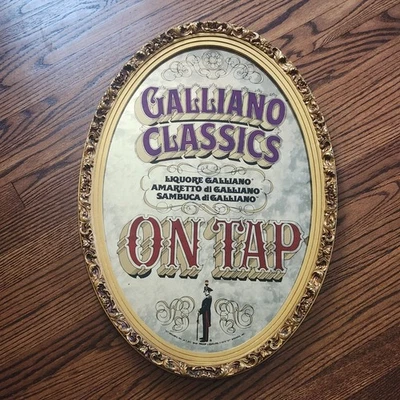 GALLIANO
CLASSICS
LIQUORE GALLIANO
AMARETTO di GALLIANO
SAMBUCA di GALLIANO
ON TAP